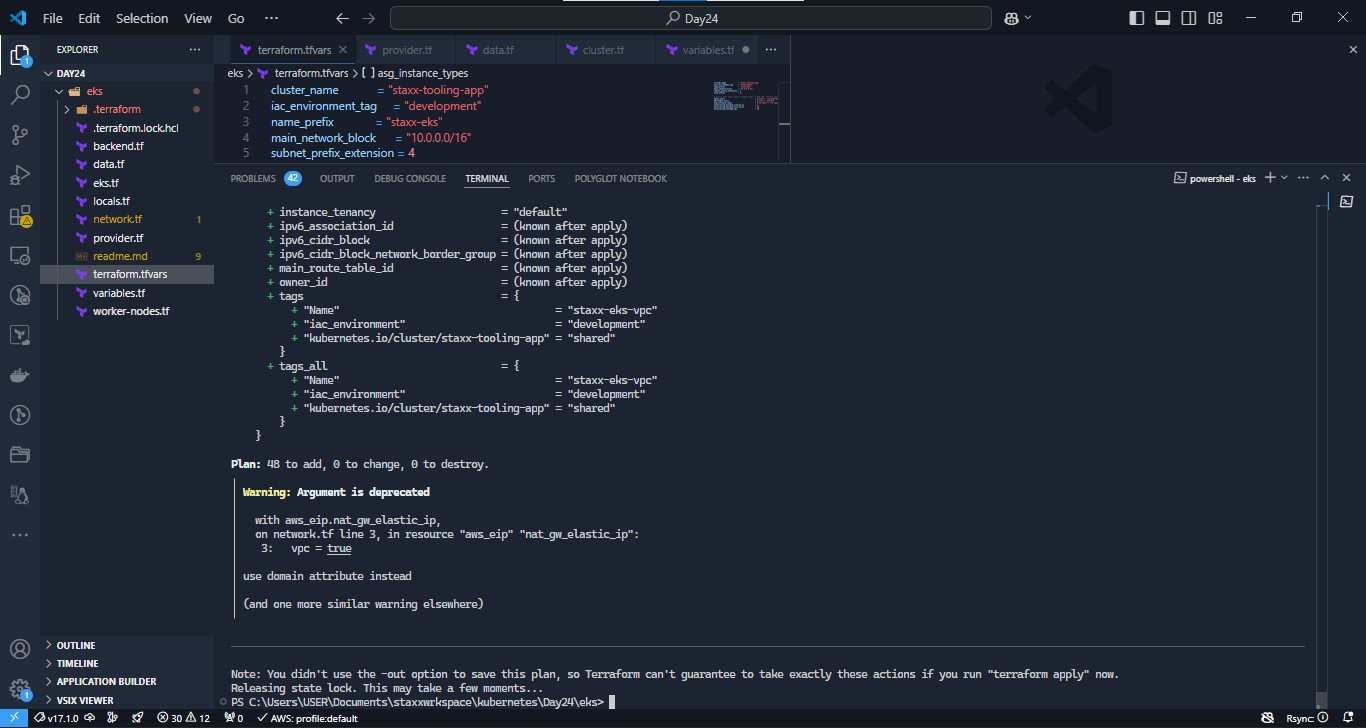 File Edit Selection View Go ··· Day24
EXPLORER ···
DAY24
eks
.terraform
.terraform.lock.hcl
backend.tf
data.tf
eks.tf
locals.tf
network.tf 1
provider.tf
readme.md 9
terraform.tfvars
variables.tf
worker-nodes.tf
OUTLINE
TIMELINE
APPLICATION BUILDER
VSIX VIEWER
terraform.tfvars provider.tf data.tf cluster.tf variables.tf ···
eks > terraform.tfvars > [ ] asg_instance_types
1 cluster_name = "staxx-tooling-app"
2 iac_environment_tag = "development"
3 name_prefix = "staxx-eks"
4 main_network_block = "10.0.0.0/16"
5 subnet_prefix_extension = 4
PROBLEMS 42 OUTPUT DEBUG CONSOLE TERMINAL PORTS POLYGLOT NOTEBOOK powershell - eks
+ instance_tenancy = "default"
+ ipv6_association_id = (known after apply)
+ ipv6_cidr_block = (known after apply)
+ ipv6_cidr_block_network_border_group = (known after apply)
+ main_route_table_id = (known after apply)
+ owner_id = (known after apply)
+ tags = {
+ "Name" = "staxx-eks-vpc"
+ "iac_environment" = "development"
+ "kubernetes.io/cluster/staxx-tooling-app" = "shared"
}
+ tags_all = {
+ "Name" = "staxx-eks-vpc"
+ "iac_environment" = "development"
+ "kubernetes.io/cluster/staxx-tooling-app" = "shared"
}
}
Plan: 48 to add, 0 to change, 0 to destroy.
Warning: Argument is deprecated
with aws_eip.nat_gw_elastic_ip,
on network.tf line 3, in resource "aws_eip" "nat_gw_elastic_ip":
3: vpc = true
use domain attribute instead
(and one more similar warning elsewhere)
Note: You didn't use the -out option to save this plan, so Terraform can't guarantee to take exactly these actions if you run "terraform apply" now.
Releasing state lock. This may take a few moments...
PS C:\Users\USER\Documents\staxxwrkspace\kubernetes\Day24\eks>
v17.1.0 30 12 0 AWS: profile:default Rsync: